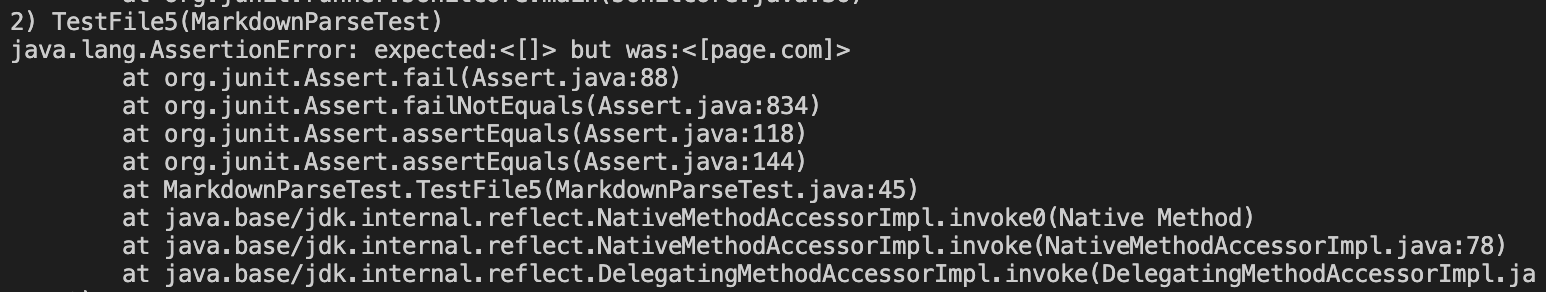 2) TestFile5(MarkdownParseTest)
java.lang.AssertionError: expected:<[]> but was:<[page.com]>
at org.junit.Assert.fail(Assert.java:88)
at org.junit.Assert.failNotEquals(Assert.java:834)
at org.junit.Assert.assertEquals(Assert.java:118)
at org.junit.Assert.assertEquals(Assert.java:144)
at MarkdownParseTest.TestFile5(MarkdownParseTest.java:45)
at java.base/jdk.internal.reflect.NativeMethodAccessorImpl.invoke0(Native Method)
at java.base/jdk.internal.reflect.NativeMethodAccessorImpl.invoke(NativeMethodAccessorImpl.java:78)
at java.base/jdk.internal.reflect.DelegatingMethodAccessorImpl.invoke(DelegatingMethodAccessorImpl.ja